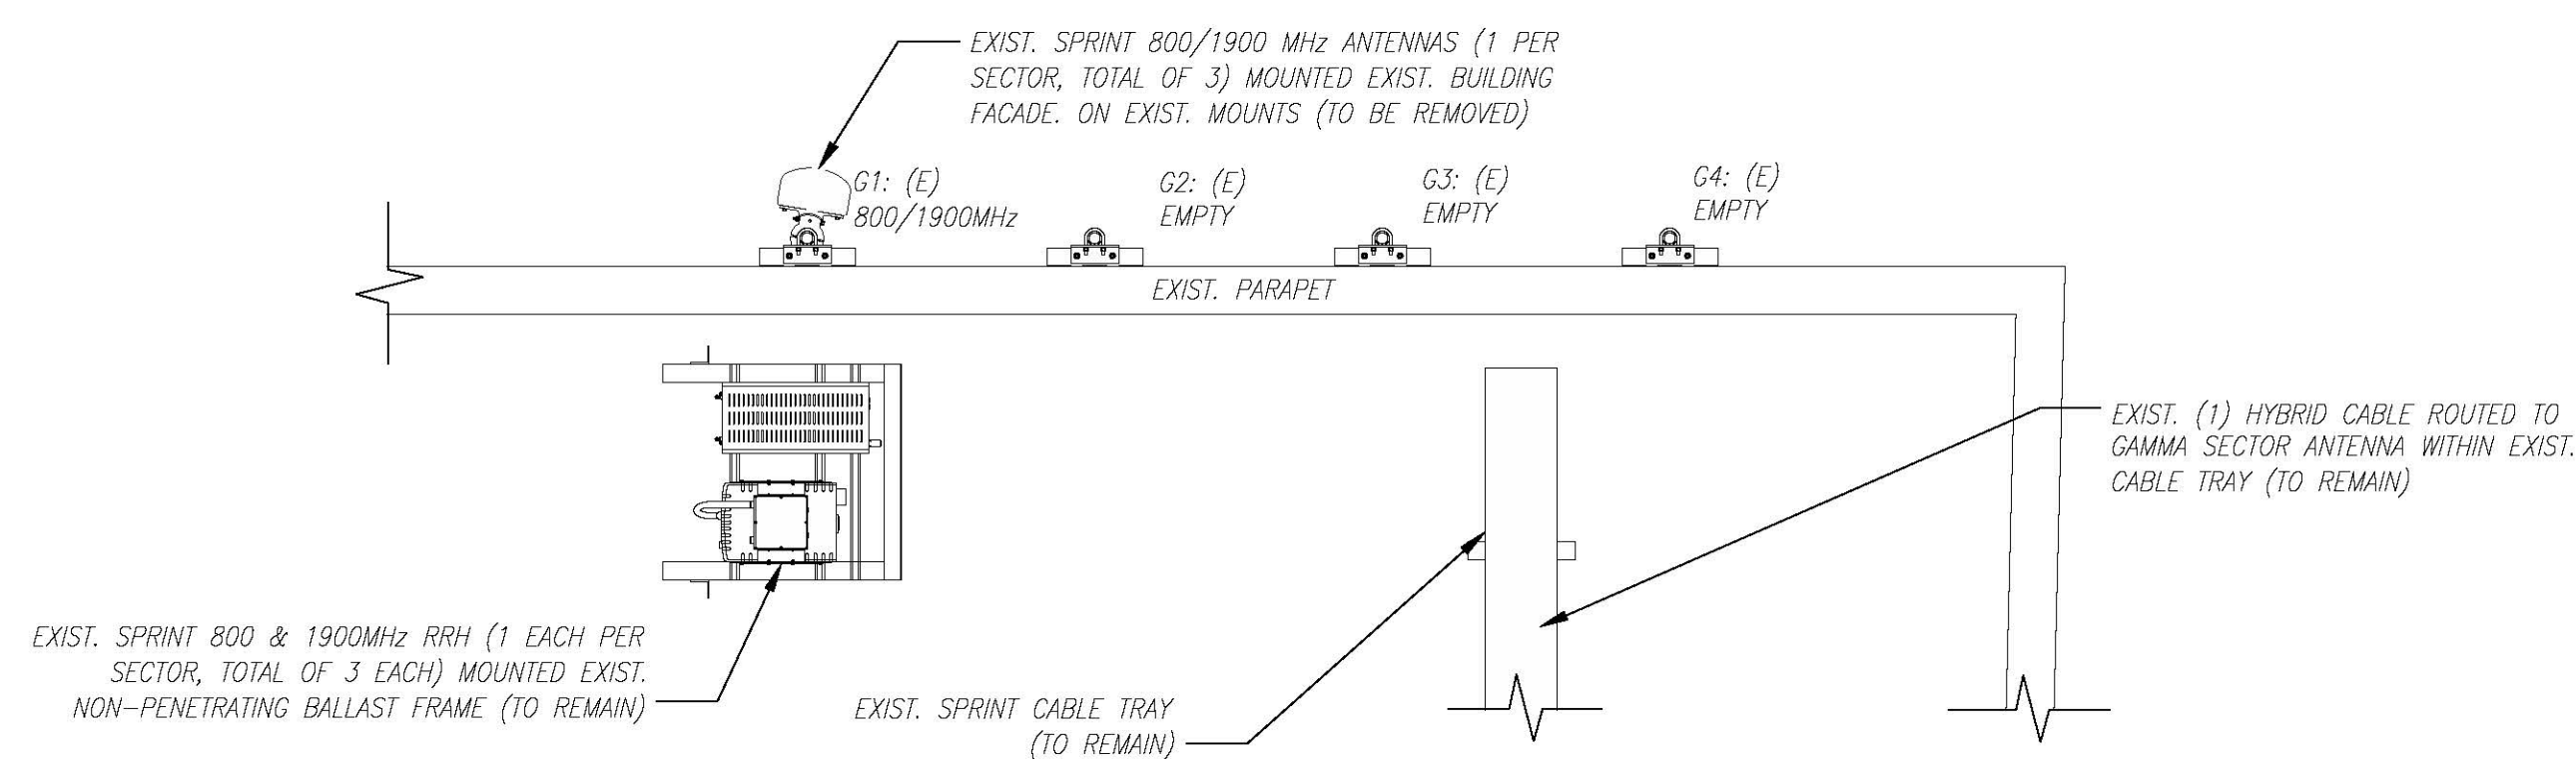 EXIST. SPRINT 800/1900 MHz ANTENNAS (1 PER
SECTOR, TOTAL OF 3) MOUNTED EXIST. BUILDING
FACADE. ON EXIST. MOUNTS (TO BE REMOVED)
G1: (E)
800/1900MHz
G2: (E)
EMPTY
G3: (E)
EMPTY
G4: (E)
EMPTY
EXIST. PARAPET
EXIST. (1) HYBRID CABLE ROUTED TO
GAMMA SECTOR ANTENNA WITHIN EXIST.
CABLE TRAY (TO REMAIN)
EXIST. SPRINT 800 & 1900MHz RRH (1 EACH PER
SECTOR, TOTAL OF 3 EACH) MOUNTED EXIST.
NON-PENETRATING BALLAST FRAME (TO REMAIN)
EXIST. SPRINT CABLE TRAY
(TO REMAIN)